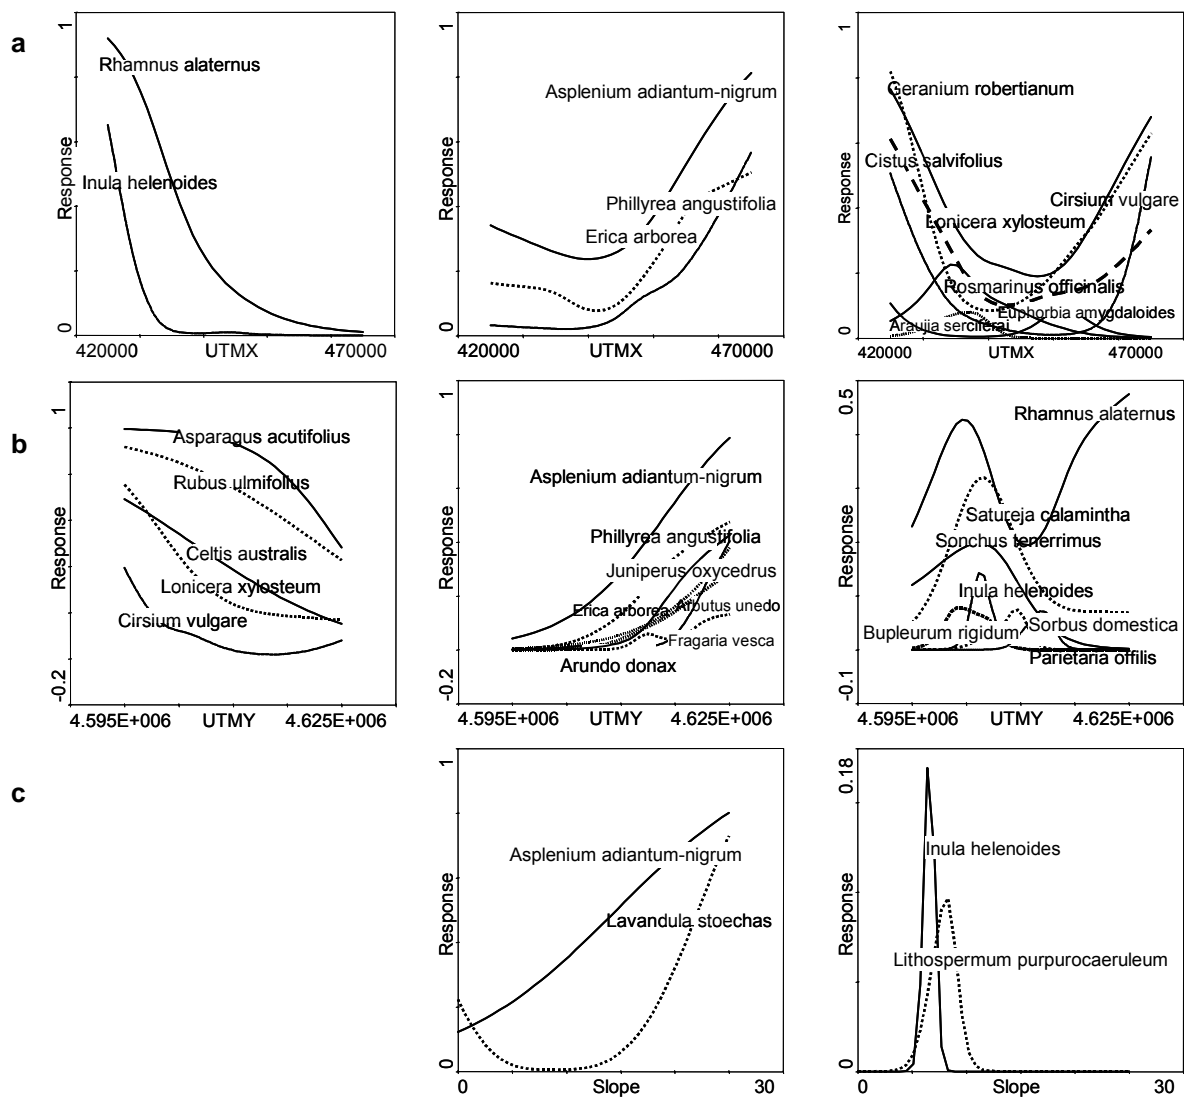 a
1
Response
0
Rhamnus alaternus
Inula helenoides
420000 UTMX 470000
1
Response
0
Asplenium adiantum-nigrum
Phillyrea angustifolia
Erica arborea
420000 UTMX 470000
1
Response
0
Geranium robertianum
Cistus salvifolius
Cirsium vulgare
Lonicera xylosteum
Rosmarinus officinalis
Euphorbia amygdaloides
Araujia serciferai
420000 UTMX 470000
b
1
Response
-0.2
Asparagus acutifolius
Rubus ulmifolius
Celtis australis
Lonicera xylosteum
Cirsium vulgare
4.595E+006 UTMY 4.625E+006
1
Response
-0.2
Asplenium adiantum-nigrum
Phillyrea angustifolia
Juniperus oxycedrus
Erica arborea Arbutus unedo
Fragaria vesca
Arundo donax
4.595E+006 UTMY 4.625E+006
0.5
Response
-0.1
Rhamnus alaternus
Satureja calamintha
Sonchus tenerrimus
Inula helenoides
Bupleurum rigidum Sorbus domestica
Parietaria offilis
4.595E+006 UTMY 4.625E+006
c
1
Response
0
Asplenium adiantum-nigrum
Lavandula stoechas
0 Slope 30
0.18
Response
0
Inula helenoides
Lithospermum purpurocaeruleum
0 Slope 30